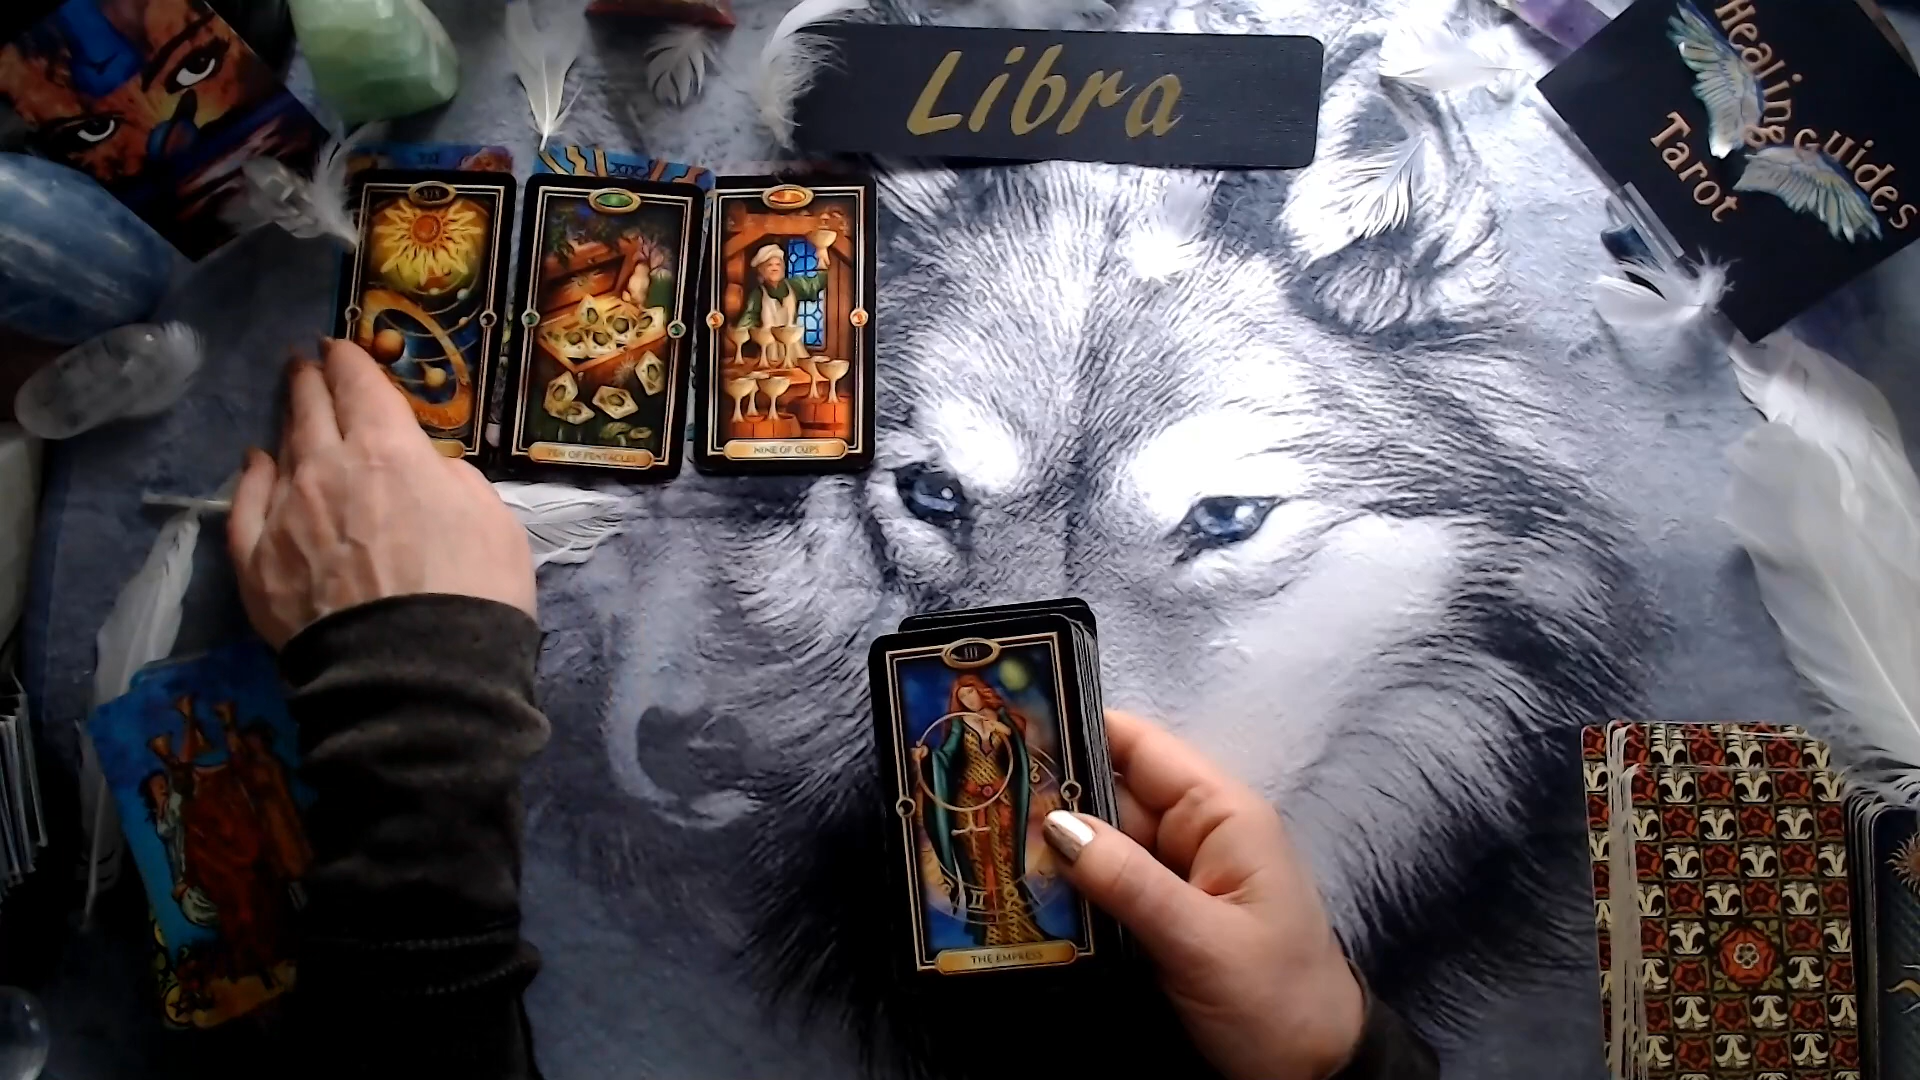 Libra
Healing
Guides
Tarot
TEN OF PENTACLES
NINE OF CUPS
III
THE EMPRESS